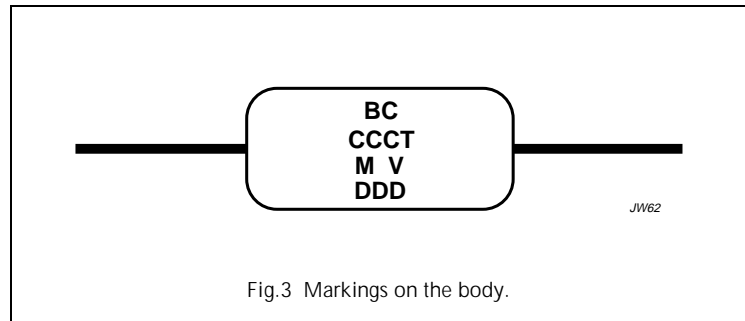 BC
CCCT
M V
DDD
JW62
Fig.3 Markings on the body.